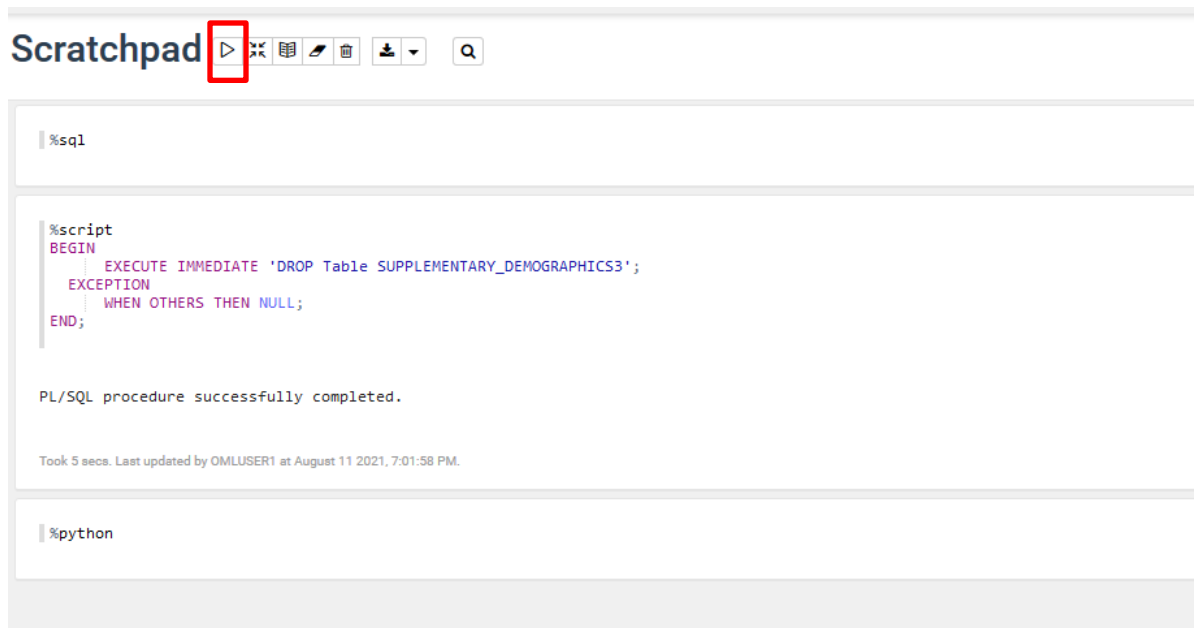 Scratchpad
%sql
%script
BEGIN
EXECUTE IMMEDIATE 'DROP Table SUPPLEMENTARY_DEMOGRAPHICS3';
EXCEPTION
WHEN OTHERS THEN NULL;
END;
PL/SQL procedure successfully completed.
Took 5 secs. Last updated by OMLUSER1 at August 11 2021, 7:01:58 PM.
%python